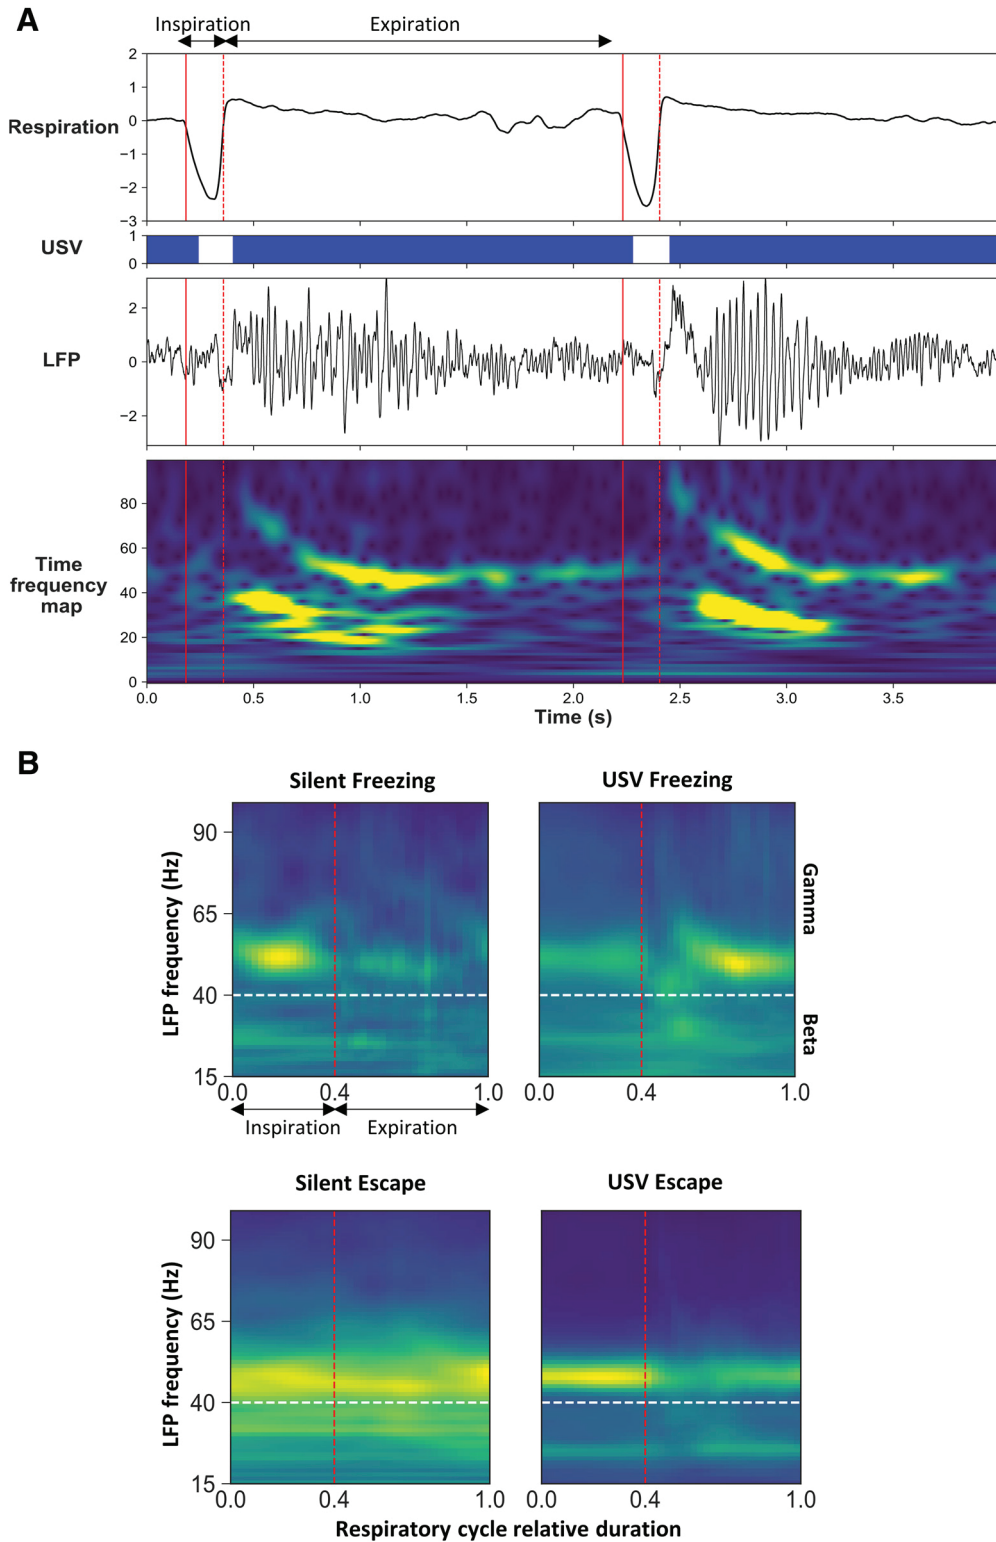 A
Inspiration Expiration
Respiration
2
1
0
−1
−2
−3
USV
1
0
LFP
2
0
−2
Time
frequency
map
80
60
40
20
0
0.0 0.5 1.0 1.5 2.0 2.5 3.0 3.5
Time (s)
B
Silent Freezing USV Freezing
LFP frequency (Hz)
90
65
40
15
Gamma
Beta
0.0 0.4 1.0 0.0 0.4 1.0
Inspiration Expiration
Silent Escape USV Escape
LFP frequency (Hz)
90
65
40
15
0.0 0.4 1.0 0.0 0.4 1.0
Respiratory cycle relative duration